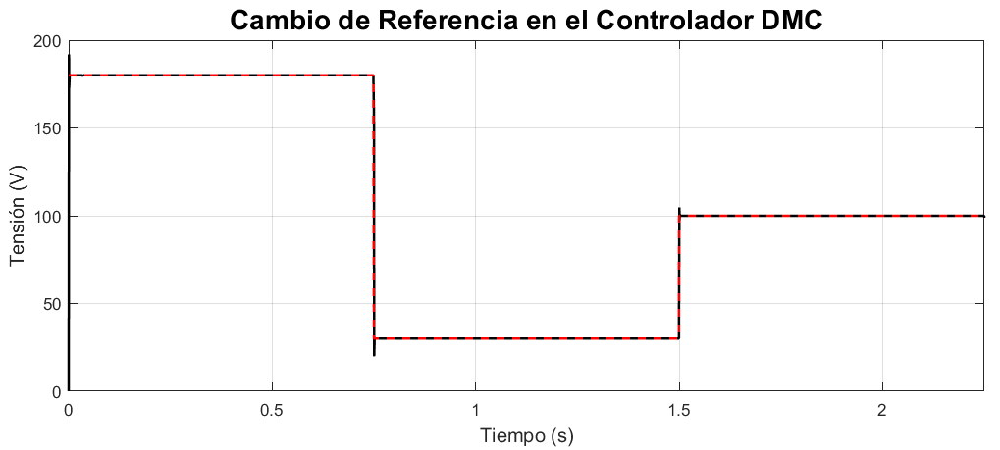 Cambio de Referencia en el Controlador DMC
200
150
100
50
0
Tensión (V)
0 0.5 1 1.5 2
Tiempo (s)